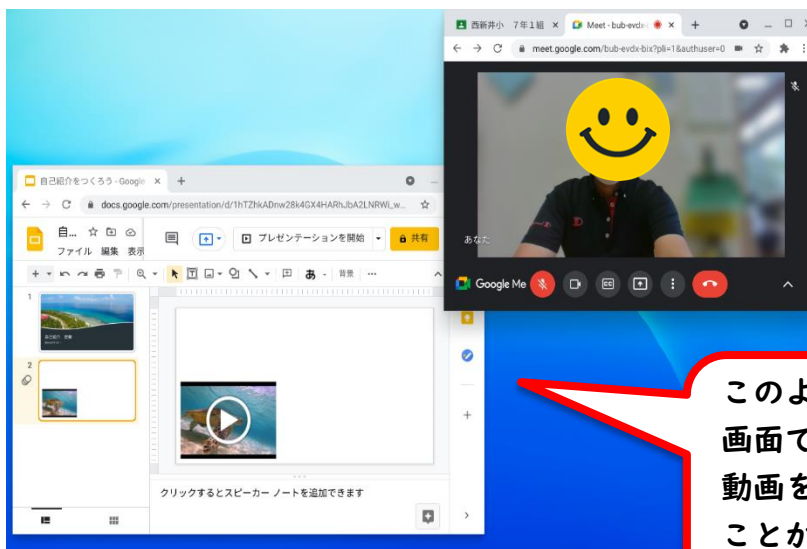 西新井小 7年1組
Meet - bub-evdx
meet.google.com/bub-evdx-bix?pli=1&authuser=0
あなた
Google Me
自己紹介をつくろう - Google
docs.google.com/presentation/d/1hTZhkADnw28k4GX4HARhJbA2LNRWi_w...
自...
プレゼンテーションを開始
共有
ファイル 編集 表示
あ
背景
1
自己紹介
2
クリックするとスピーカー ノートを追加できます
このよ
画面で
動画を
ことが